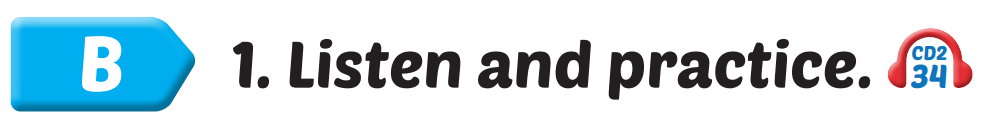 B 1. Listen and practice. CD2
34